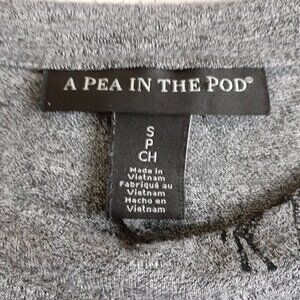 A PEA IN THE POD®
S
P
CH
Made in
Vietnam
Fabriqué au
Vietnam
Hecho en
Vietnam